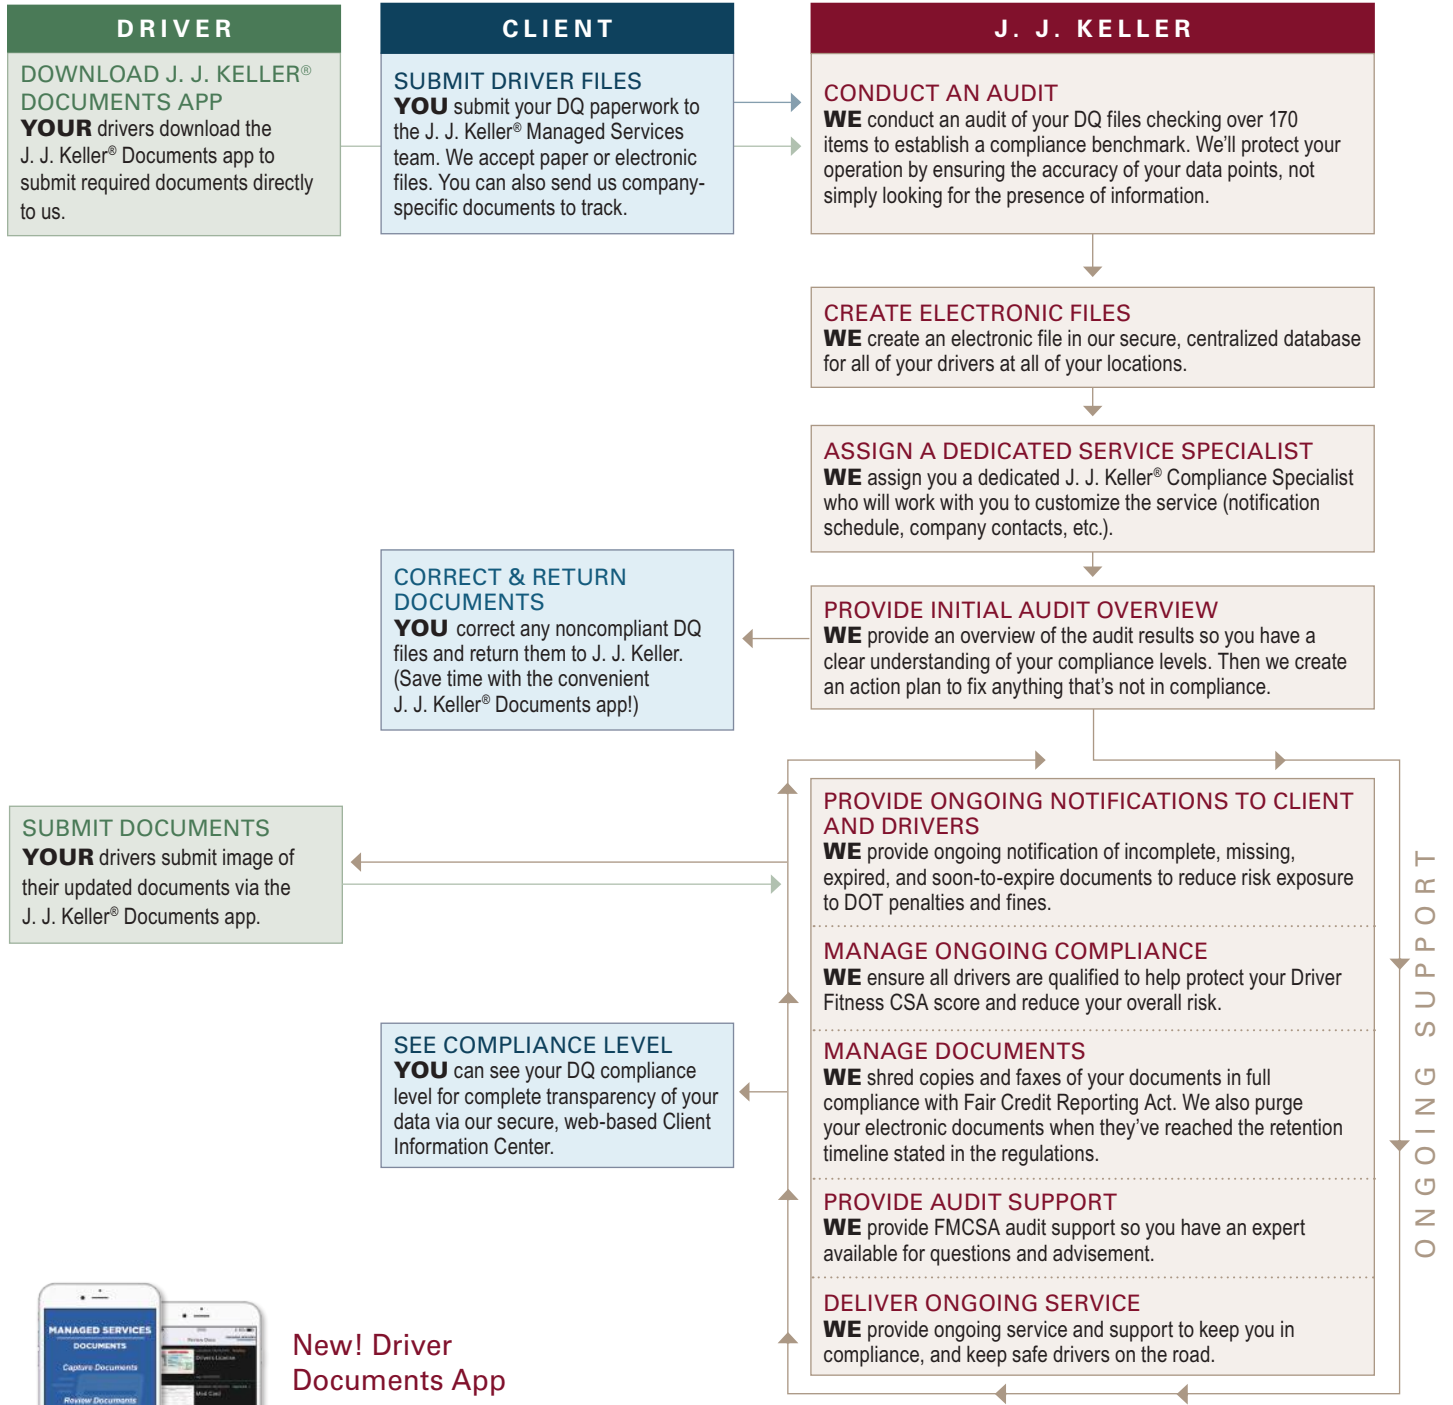 DRIVER
DOWNLOAD J. J. KELLER®
DOCUMENTS APP
YOUR drivers download the
J. J. Keller® Documents app to
submit required documents directly
to us.
CLIENT
SUBMIT DRIVER FILES
YOU submit your DQ paperwork to
the J. J. Keller® Managed Services
team. We accept paper or electronic
files. You can also send us company-
specific documents to track.
J. J. KELLER
CONDUCT AN AUDIT
WE conduct an audit of your DQ files checking over 170
items to establish a compliance benchmark. We'll protect your
operation by ensuring the accuracy of your data points, not
simply looking for the presence of information.
CREATE ELECTRONIC FILES
WE create an electronic file in our secure, centralized database
for all of your drivers at all of your locations.
ASSIGN A DEDICATED SERVICE SPECIALIST
WE assign you a dedicated J. J. Keller® Compliance Specialist
who will work with you to customize the service (notification
schedule, company contacts, etc.).
CORRECT & RETURN
DOCUMENTS
YOU correct any noncompliant DQ
files and return them to J. J. Keller.
(Save time with the convenient
J. J. Keller® Documents app!)
PROVIDE INITIAL AUDIT OVERVIEW
WE provide an overview of the audit results so you have a
clear understanding of your compliance levels. Then we create
an action plan to fix anything that's not in compliance.
SUBMIT DOCUMENTS
YOUR drivers submit image of
their updated documents via the
J. J. Keller® Documents app.
PROVIDE ONGOING NOTIFICATIONS TO CLIENT
AND DRIVERS
WE provide ongoing notification of incomplete, missing,
expired, and soon-to-expire documents to reduce risk exposure
to DOT penalties and fines.
MANAGE ONGOING COMPLIANCE
WE ensure all drivers are qualified to help protect your Driver
Fitness CSA score and reduce your overall risk.
SEE COMPLIANCE LEVEL
YOU can see your DQ compliance
level for complete transparency of your
data via our secure, web-based Client
Information Center.
MANAGE DOCUMENTS
WE shred copies and faxes of your documents in full
compliance with Fair Credit Reporting Act. We also purge
your electronic documents when they've reached the retention
timeline stated in the regulations.
PROVIDE AUDIT SUPPORT
WE provide FMCSA audit support so you have an expert
available for questions and advisement.
DELIVER ONGOING SERVICE
WE provide ongoing service and support to keep you in
compliance, and keep safe drivers on the road.
ONGOING SUPPORT
MANAGED SERVICES
DOCUMENTS
Capture Documents
Review Documents
Review Docs
Drivers License
Med Card
New! Driver
Documents App